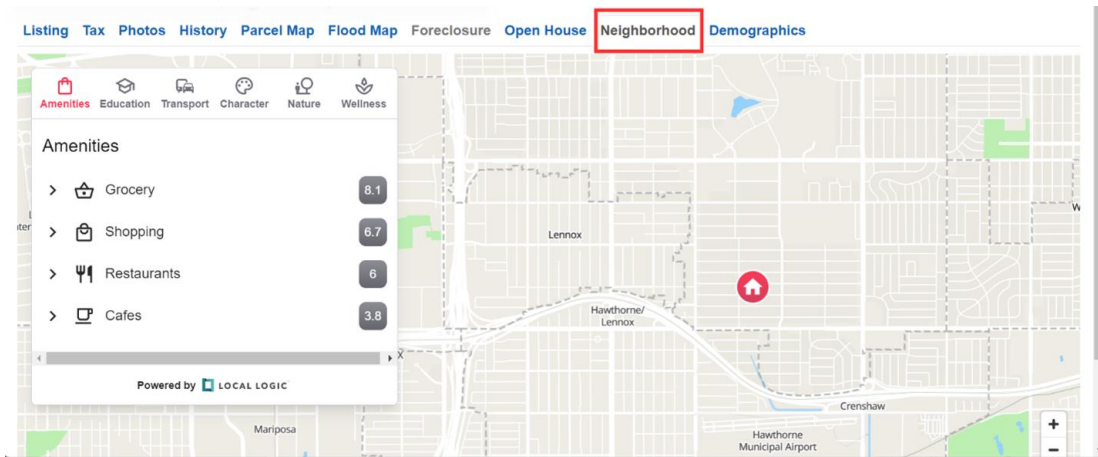 Listing Tax Photos History Parcel Map Flood Map Foreclosure Open House Neighborhood Demographics
Amenities Education Transport Character Nature Wellness
Amenities
Grocery 8.1
Shopping 6.7
Restaurants 6
Cafes 3.8
Powered by LOCAL LOGIC
Lennox
Hawthorne/
Lennox
Crenshaw
Mariposa
Hawthorne
Municipal Airport
+
−